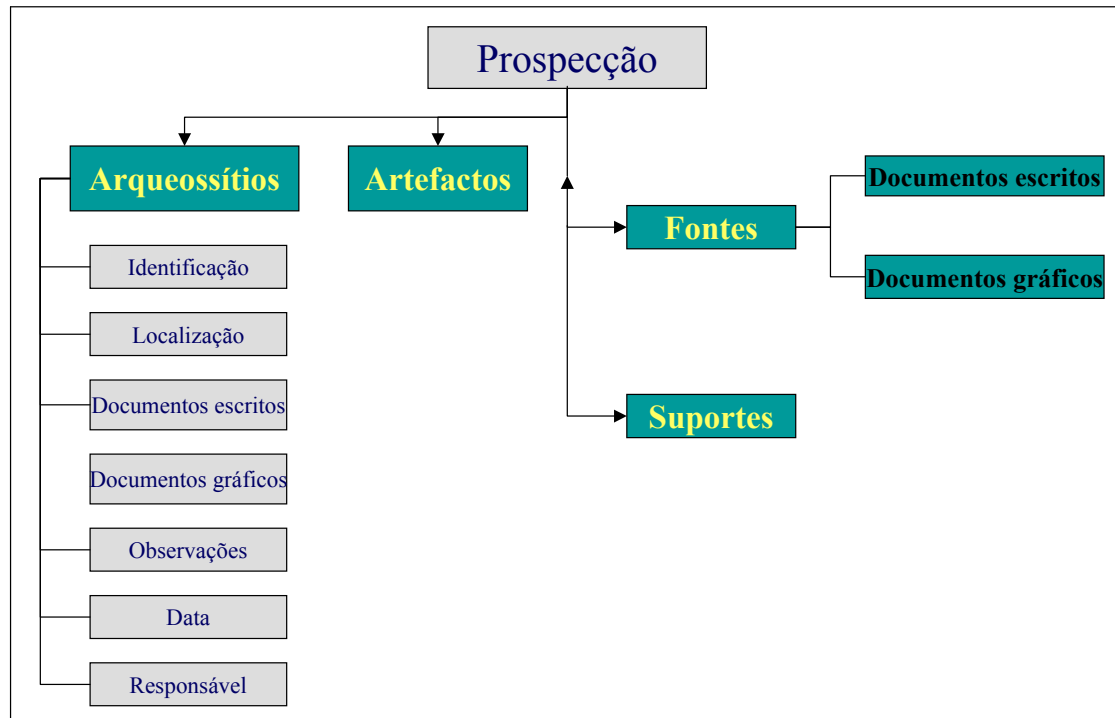 Prospecção
Arqueossítios
Artefactos
Fontes
Documentos escritos
Documentos gráficos
Suportes
Identificação
Localização
Documentos escritos
Documentos gráficos
Observações
Data
Responsável